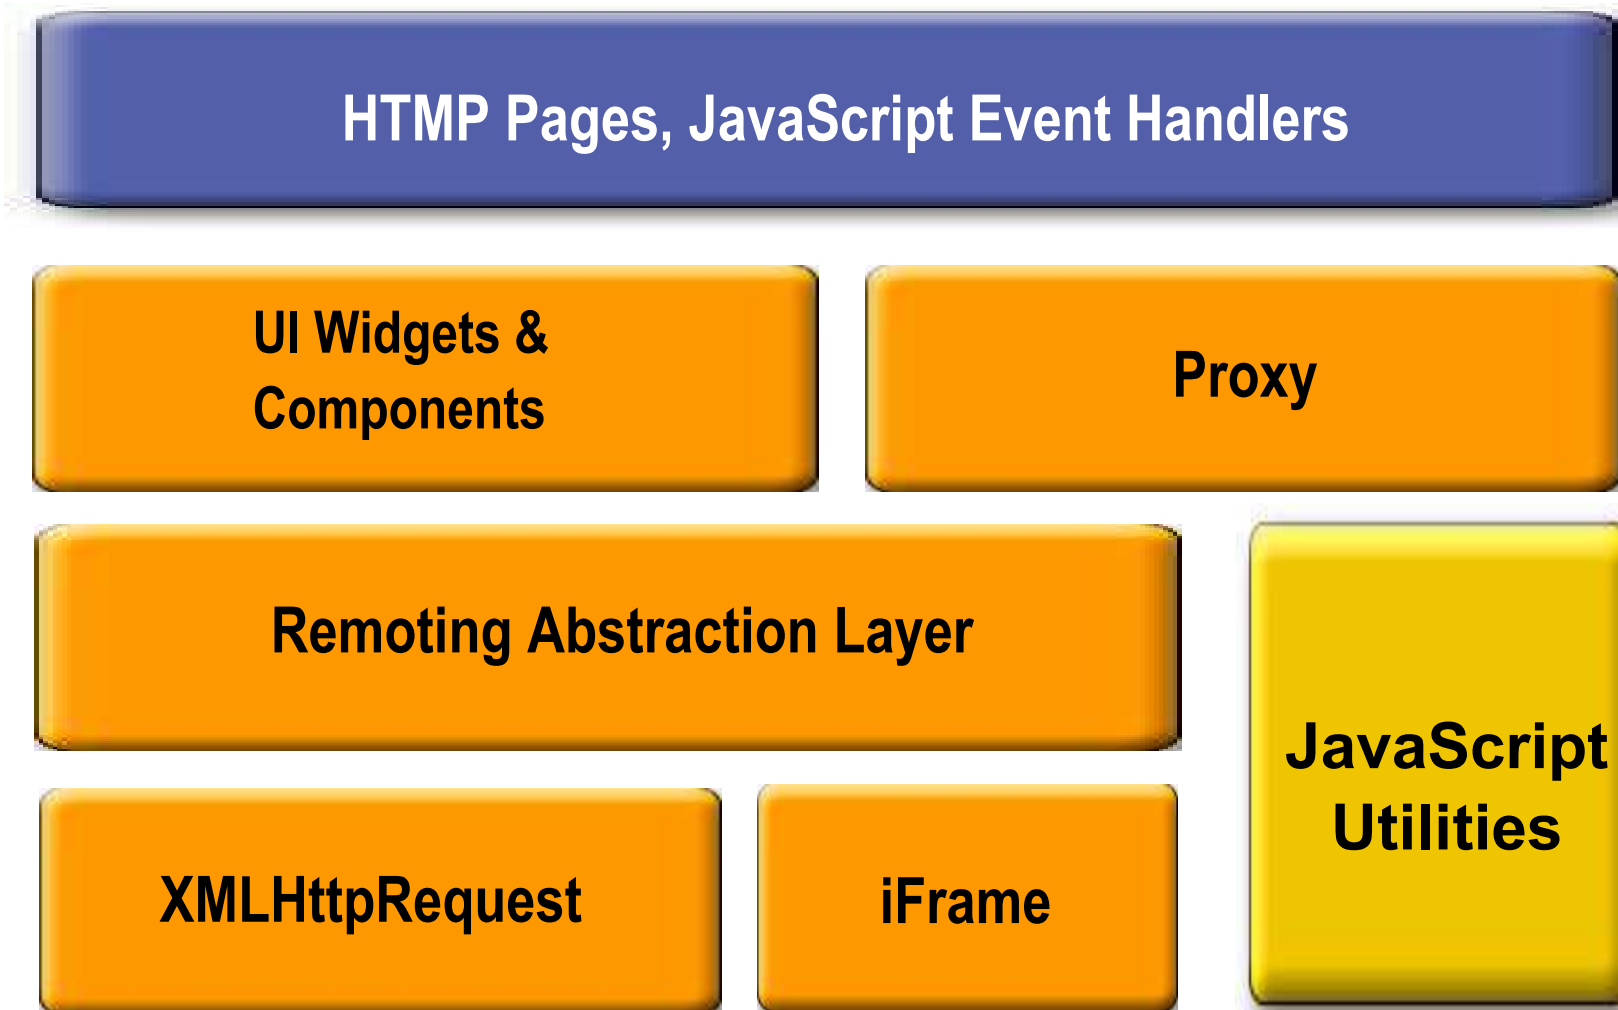 HTMP Pages, JavaScript Event Handlers
UI Widgets &
Components
Proxy
Remoting Abstraction Layer
JavaScript
Utilities
XMLHttpRequest
iFrame